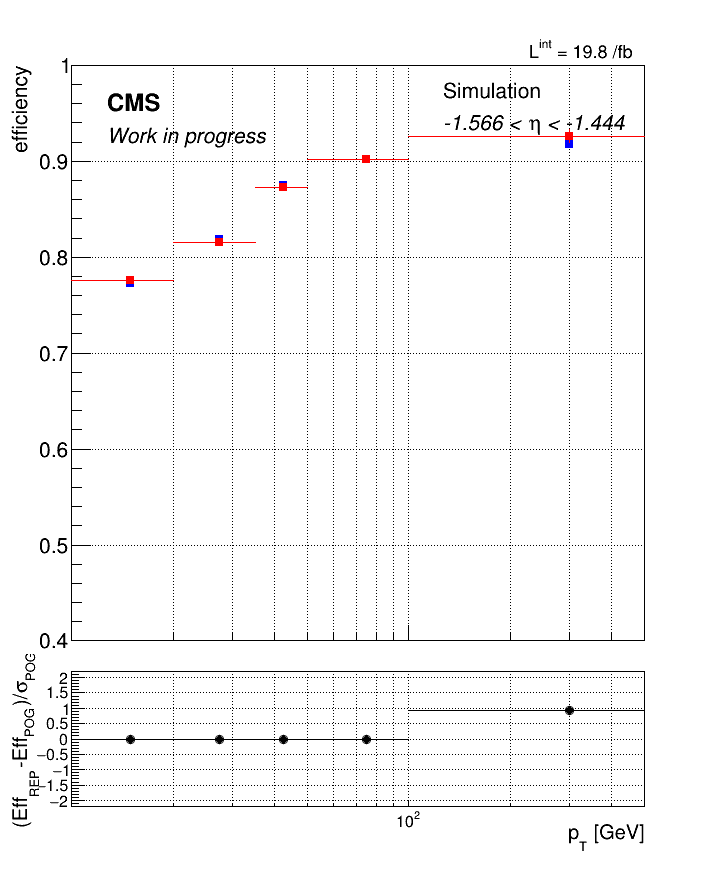 L^int = 19.8 /fb
efficiency
CMS
Work in progress
Simulation
-1.566 < η < -1.444
1
0.9
0.8
0.7
0.6
0.5
0.4
(Eff_REP -Eff_POG )/σ_POG
2
1.5
1
0.5
0
−0.5
−1
−1.5
−2
10^2
p_T [GeV]